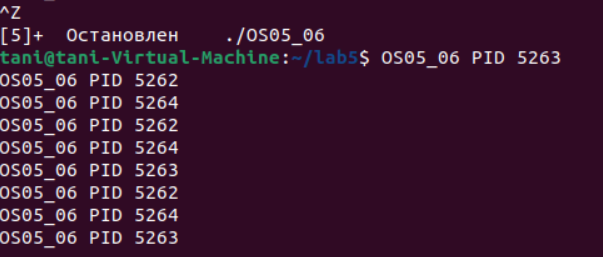 ^Z
[5]+  Остановлен    ./OS05_06
tani@tani-Virtual-Machine:~/lab5$ OS05_06 PID 5263
OS05_06 PID 5262
OS05_06 PID 5264
OS05_06 PID 5262
OS05_06 PID 5264
OS05_06 PID 5263
OS05_06 PID 5262
OS05_06 PID 5264
OS05_06 PID 5263